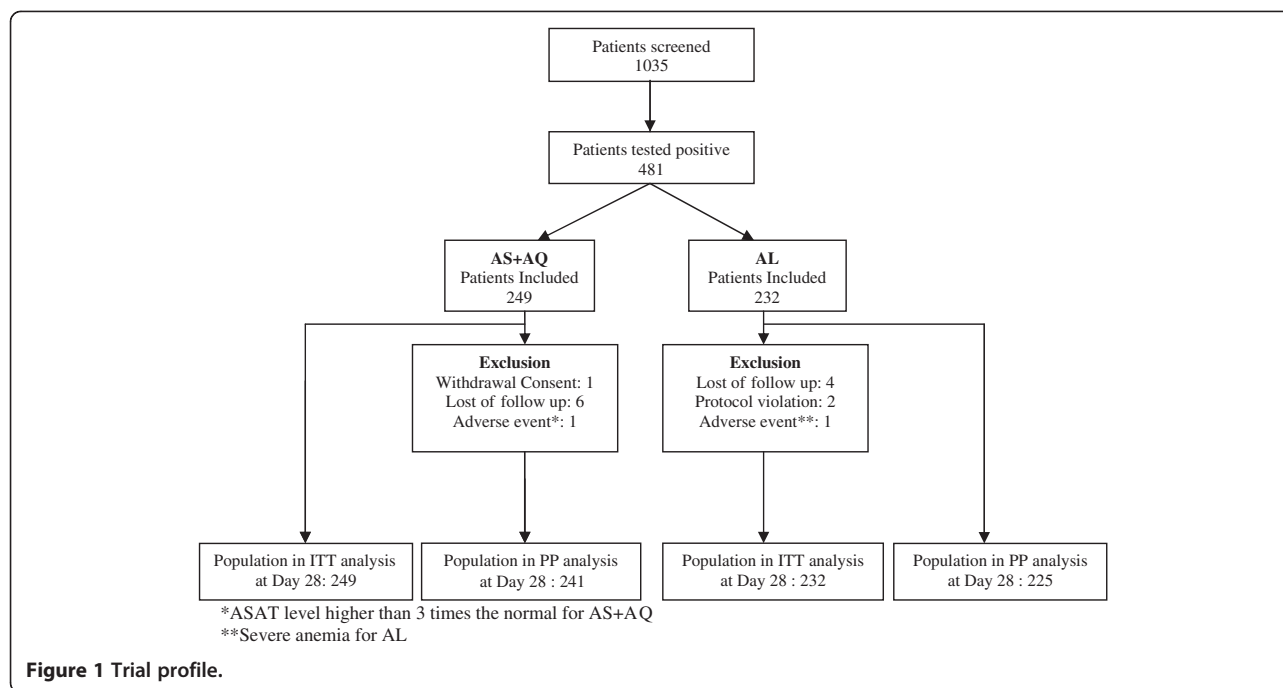 Patients screened
1035
Patients tested positive
481
AS+AQ
Patients Included
249
AL
Patients Included
232
Exclusion
Withdrawal Consent: 1
Lost of follow up: 6
Adverse event*: 1
Exclusion
Lost of follow up: 4
Protocol violation: 2
Adverse event**: 1
Population in ITT analysis
at Day 28: 249
Population in PP analysis
at Day 28 : 241
Population in ITT analysis
at Day 28 : 232
Population in PP analysis
at Day 28 : 225
*ASAT level higher than 3 times the normal for AS+AQ
**Severe anemia for AL
Figure 1 Trial profile.